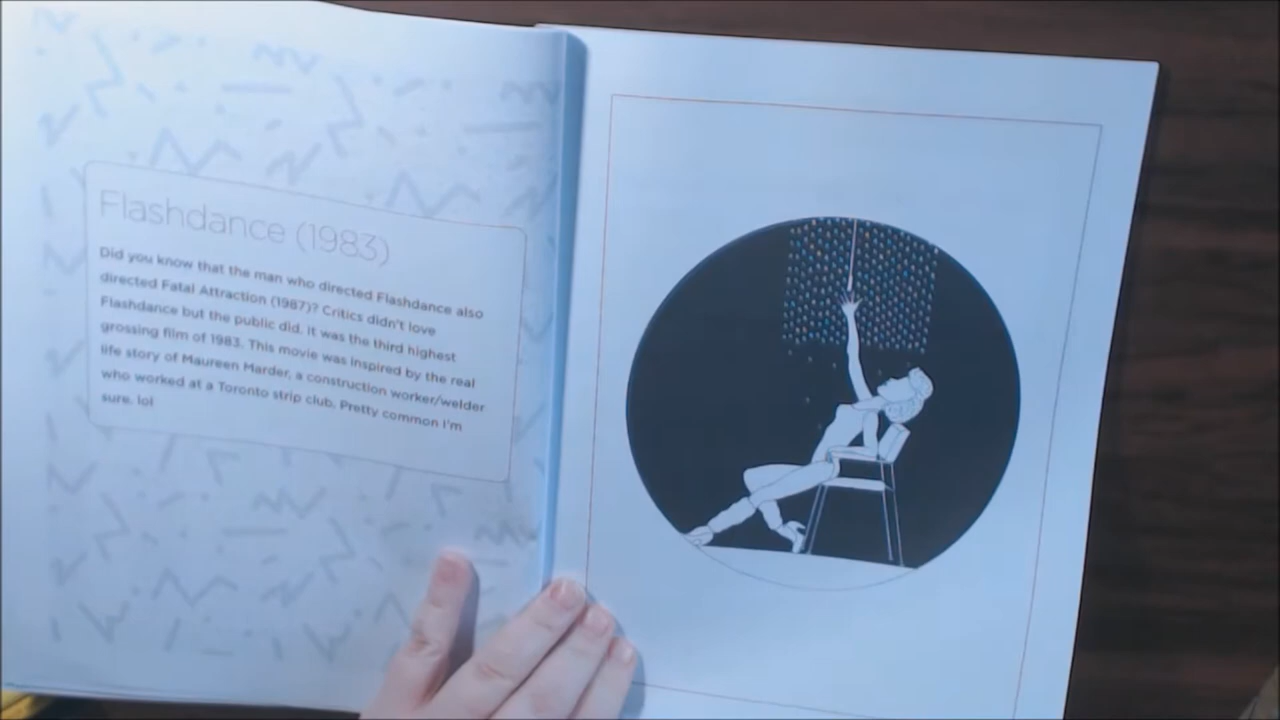 Flashdance (1983)
Did you know that the man who directed Flashdance also
directed Fatal Attraction (1987)? Critics didn't love
Flashdance but the public did. It was the third highest
grossing film of 1983. This movie was inspired by the real
life story of Maureen Marder, a construction worker/welder
who worked at a Toronto strip club. Pretty common I'm
sure. lol